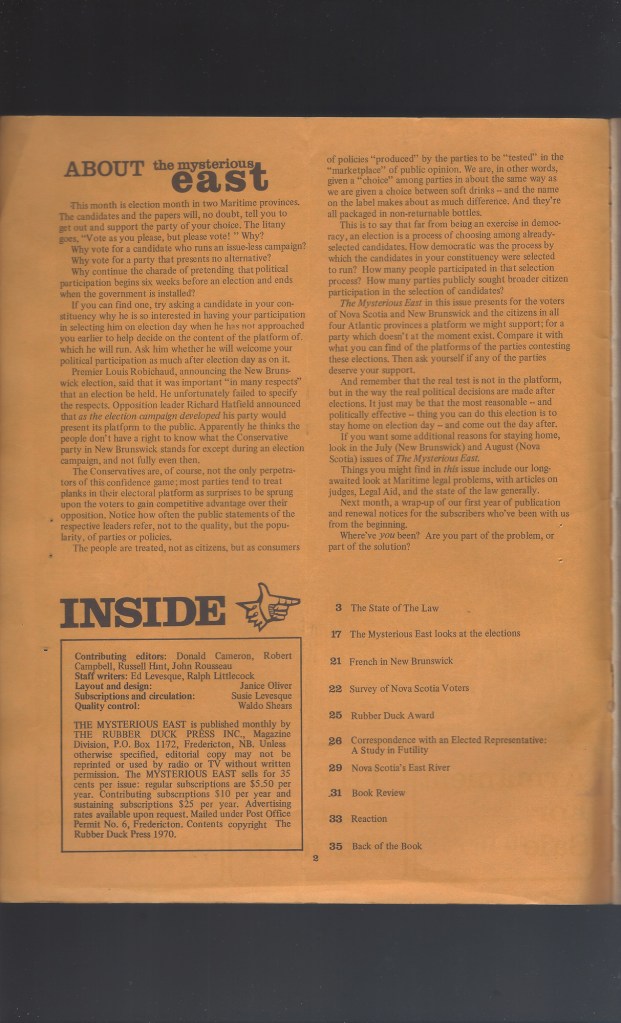 ABOUT the mysterious east
This month is election month in two Maritime provinces.
The candidates and the papers will, no doubt, tell you to
get out and support the party of your choice. The litany
goes, "Vote as you please, but please vote! " Why?
Why vote for a candidate who runs an issue-less campaign?
Why vote for a party that presents no alternative?
Why continue the charade of pretending that political
participation begins six weeks before an election and ends
when the government is installed?
If you can find one, try asking a candidate in your con-
stituency why he is so interested in having your participation
in selecting him on election day when he has not approached
you earlier to help decide on the content of the platform of
which he will run. Ask him whether he will welcome your
political participation as much after election day as on it.
Premier Louis Robichaud, announcing the New Bruns-
wick election, said that it was important "in many respects"
that an election be held. He unfortunately failed to specify
the respects. Opposition leader Richard Hatfield announced
that as the election campaign developed his party would
present its platform to the public. Apparently he thinks the
people don't have a right to know what the Conservative
party in New Brunswick stands for except during an election
campaign, and not fully even then.
The Conservatives are, of course, not the only perpetra-
tors of this confidence game; most parties tend to treat
planks in their electoral platform as surprises to be sprung
upon the voters to gain competitive advantage over their
opposition. Notice how often the public statements of the
respective leaders refer, not to the quality, but the popu-
larity, of parties or policies.
The people are treated, not as citizens, but as consumers
of policies "produced" by the parties to be "tested" in the
"marketplace" of public opinion. We are, in other words,
given a "choice" among parties in about the same way as
we are given a choice between soft drinks – and the name
on the label makes about as much difference. And they're
all packaged in non-returnable bottles.
This is to say that far from being an exercise in democ-
racy, an election is a process of choosing among already-
selected candidates. How democratic was the process by
which the candidates in your constituency were selected
to run? How many people participated in that selection
process? How many parties publicly sought broader citizen
participation in the selection of candidates?
The Mysterious East in this issue presents for the voters
of Nova Scotia and New Brunswick and the citizens in all
four Atlantic provinces a platform we might support; for a
party which doesn't at the moment exist. Compare it with
what you can find of the platforms of the parties contesting
these elections. Then ask yourself if any of the parties
deserve your support.
And remember that the real test is not in the platform,
but in the way the real political decisions are made after
elections. It just may be that the most reasonable – and
politically effective – thing you can do this election is to
stay home on election day – and come out the day after.
If you want some additional reasons for staying home,
look in the July (New Brunswick) and August (Nova
Scotia) issues of The Mysterious East.
Things you might find in this issue include our long-
awaited look at Maritime legal problems, with articles on
judges, Legal Aid, and the state of the law generally.
Next month, a wrap-up of our first year of publication
and renewal notices for the subscribers who've been with us
from the beginning.
Where've you been? Are you part of the problem, or
part of the solution?
INSIDE
Contributing editors: Donald Cameron, Robert
Campbell, Russell Hunt, John Rousseau
Staff writers: Ed Levesque, Ralph Littlecock
Layout and design: Janice Oliver
Subscriptions and circulation: Susie Levesque
Quality control: Waldo Shears
THE MYSTERIOUS EAST is published monthly by
THE RUBBER DUCK PRESS INC., Magazine
Division, P.O. Box 1172, Fredericton, NB. Unless
otherwise specified, editorial copy may not be
reprinted or used by radio or TV without written
permission. The MYSTERIOUS EAST sells for 35
cents per issue: regular subscriptions are $5.50 per
year. Contributing subscriptions $10 per year and
sustaining subscriptions $25 per year. Advertising
rates available upon request. Mailed under Post Office
Permit No. 6, Fredericton. Contents copyright The
Rubber Duck Press 1970.
3 The State of The Law
17 The Mysterious East looks at the elections
21 French in New Brunswick
22 Survey of Nova Scotia Voters
25 Rubber Duck Award
26 Correspondence with an Elected Representative:
A Study in Futility
29 Nova Scotia's East River
31 Book Review
33 Reaction
35 Back of the Book
2